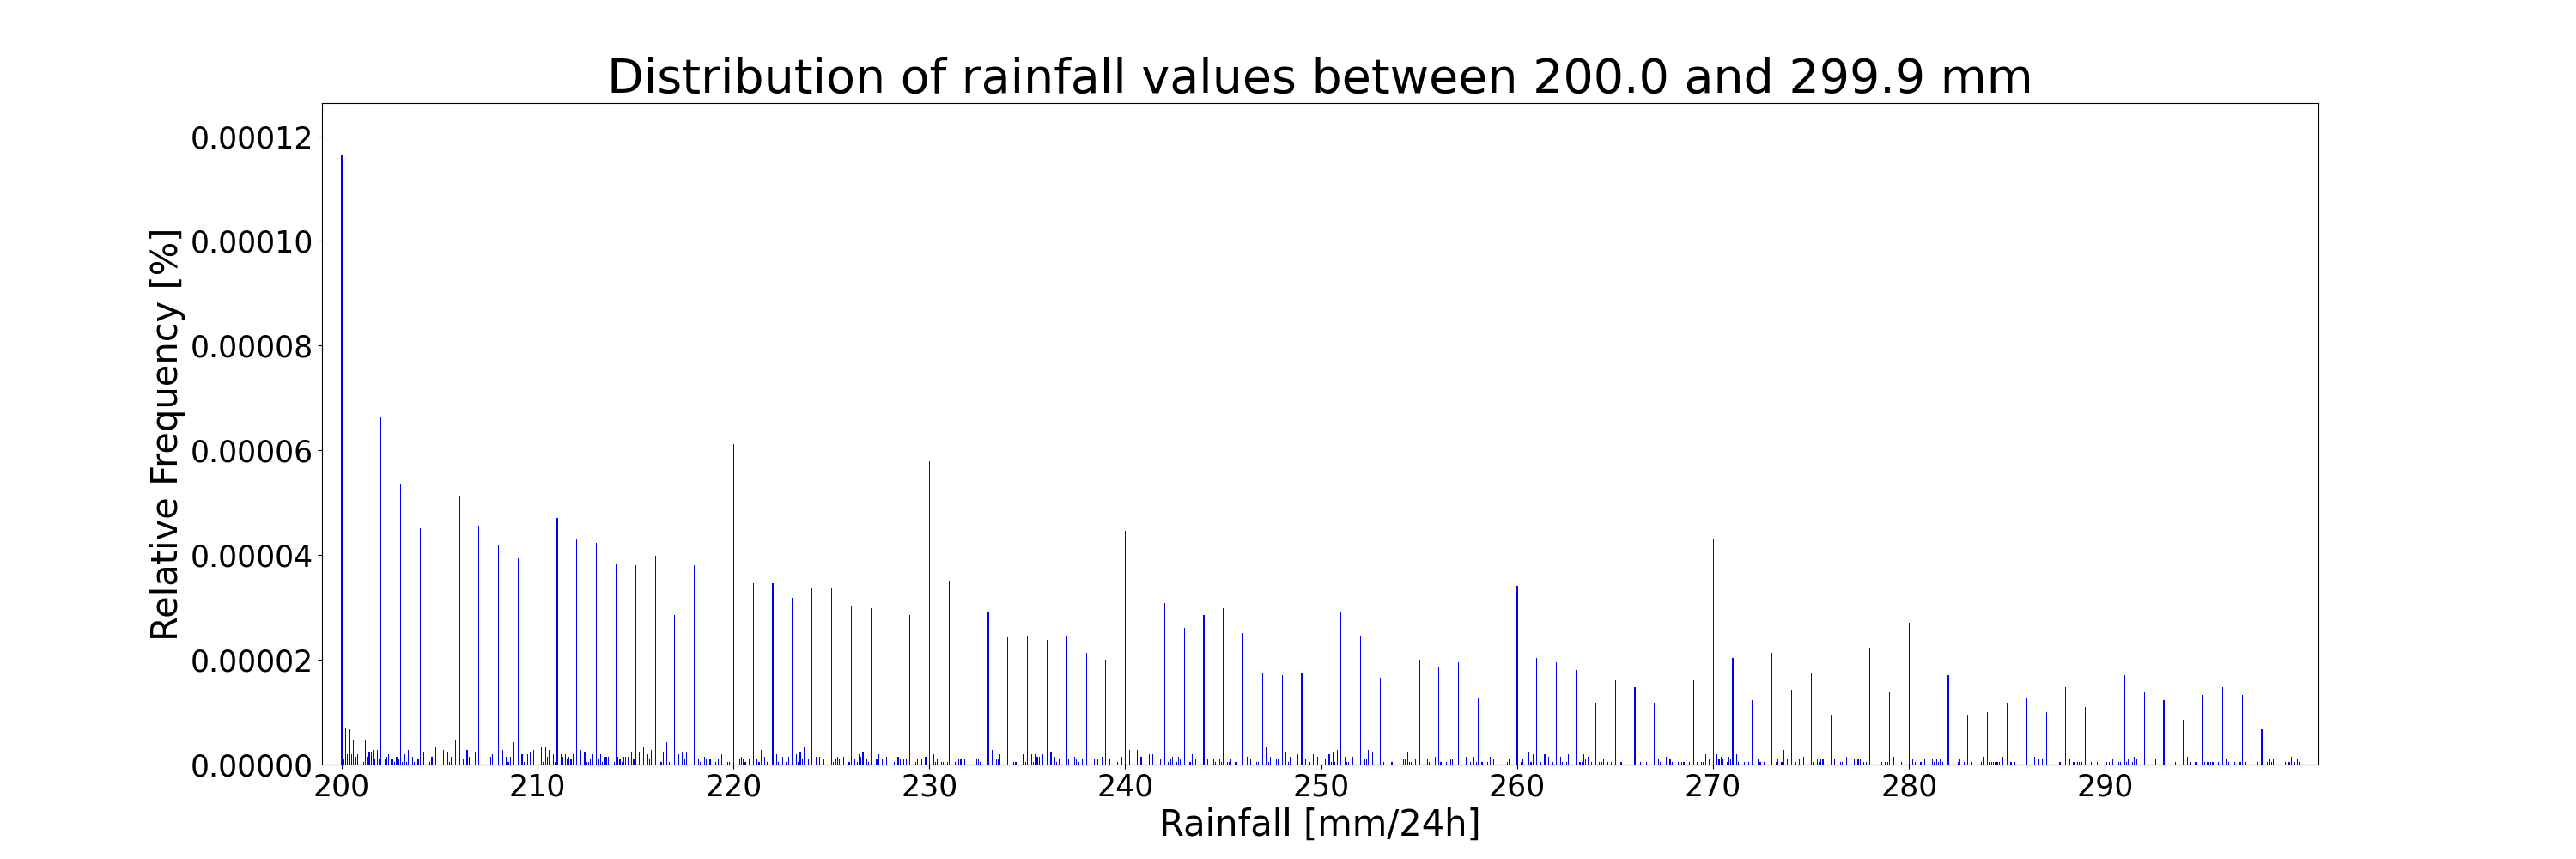 Distribution of rainfall values between 200.0 and 299.9 mm
Relative Frequency [%]
0.00012
0.00010
0.00008
0.00006
0.00004
0.00002
0.00000
200 210 220 230 240 250 260 270 280 290
Rainfall [mm/24h]